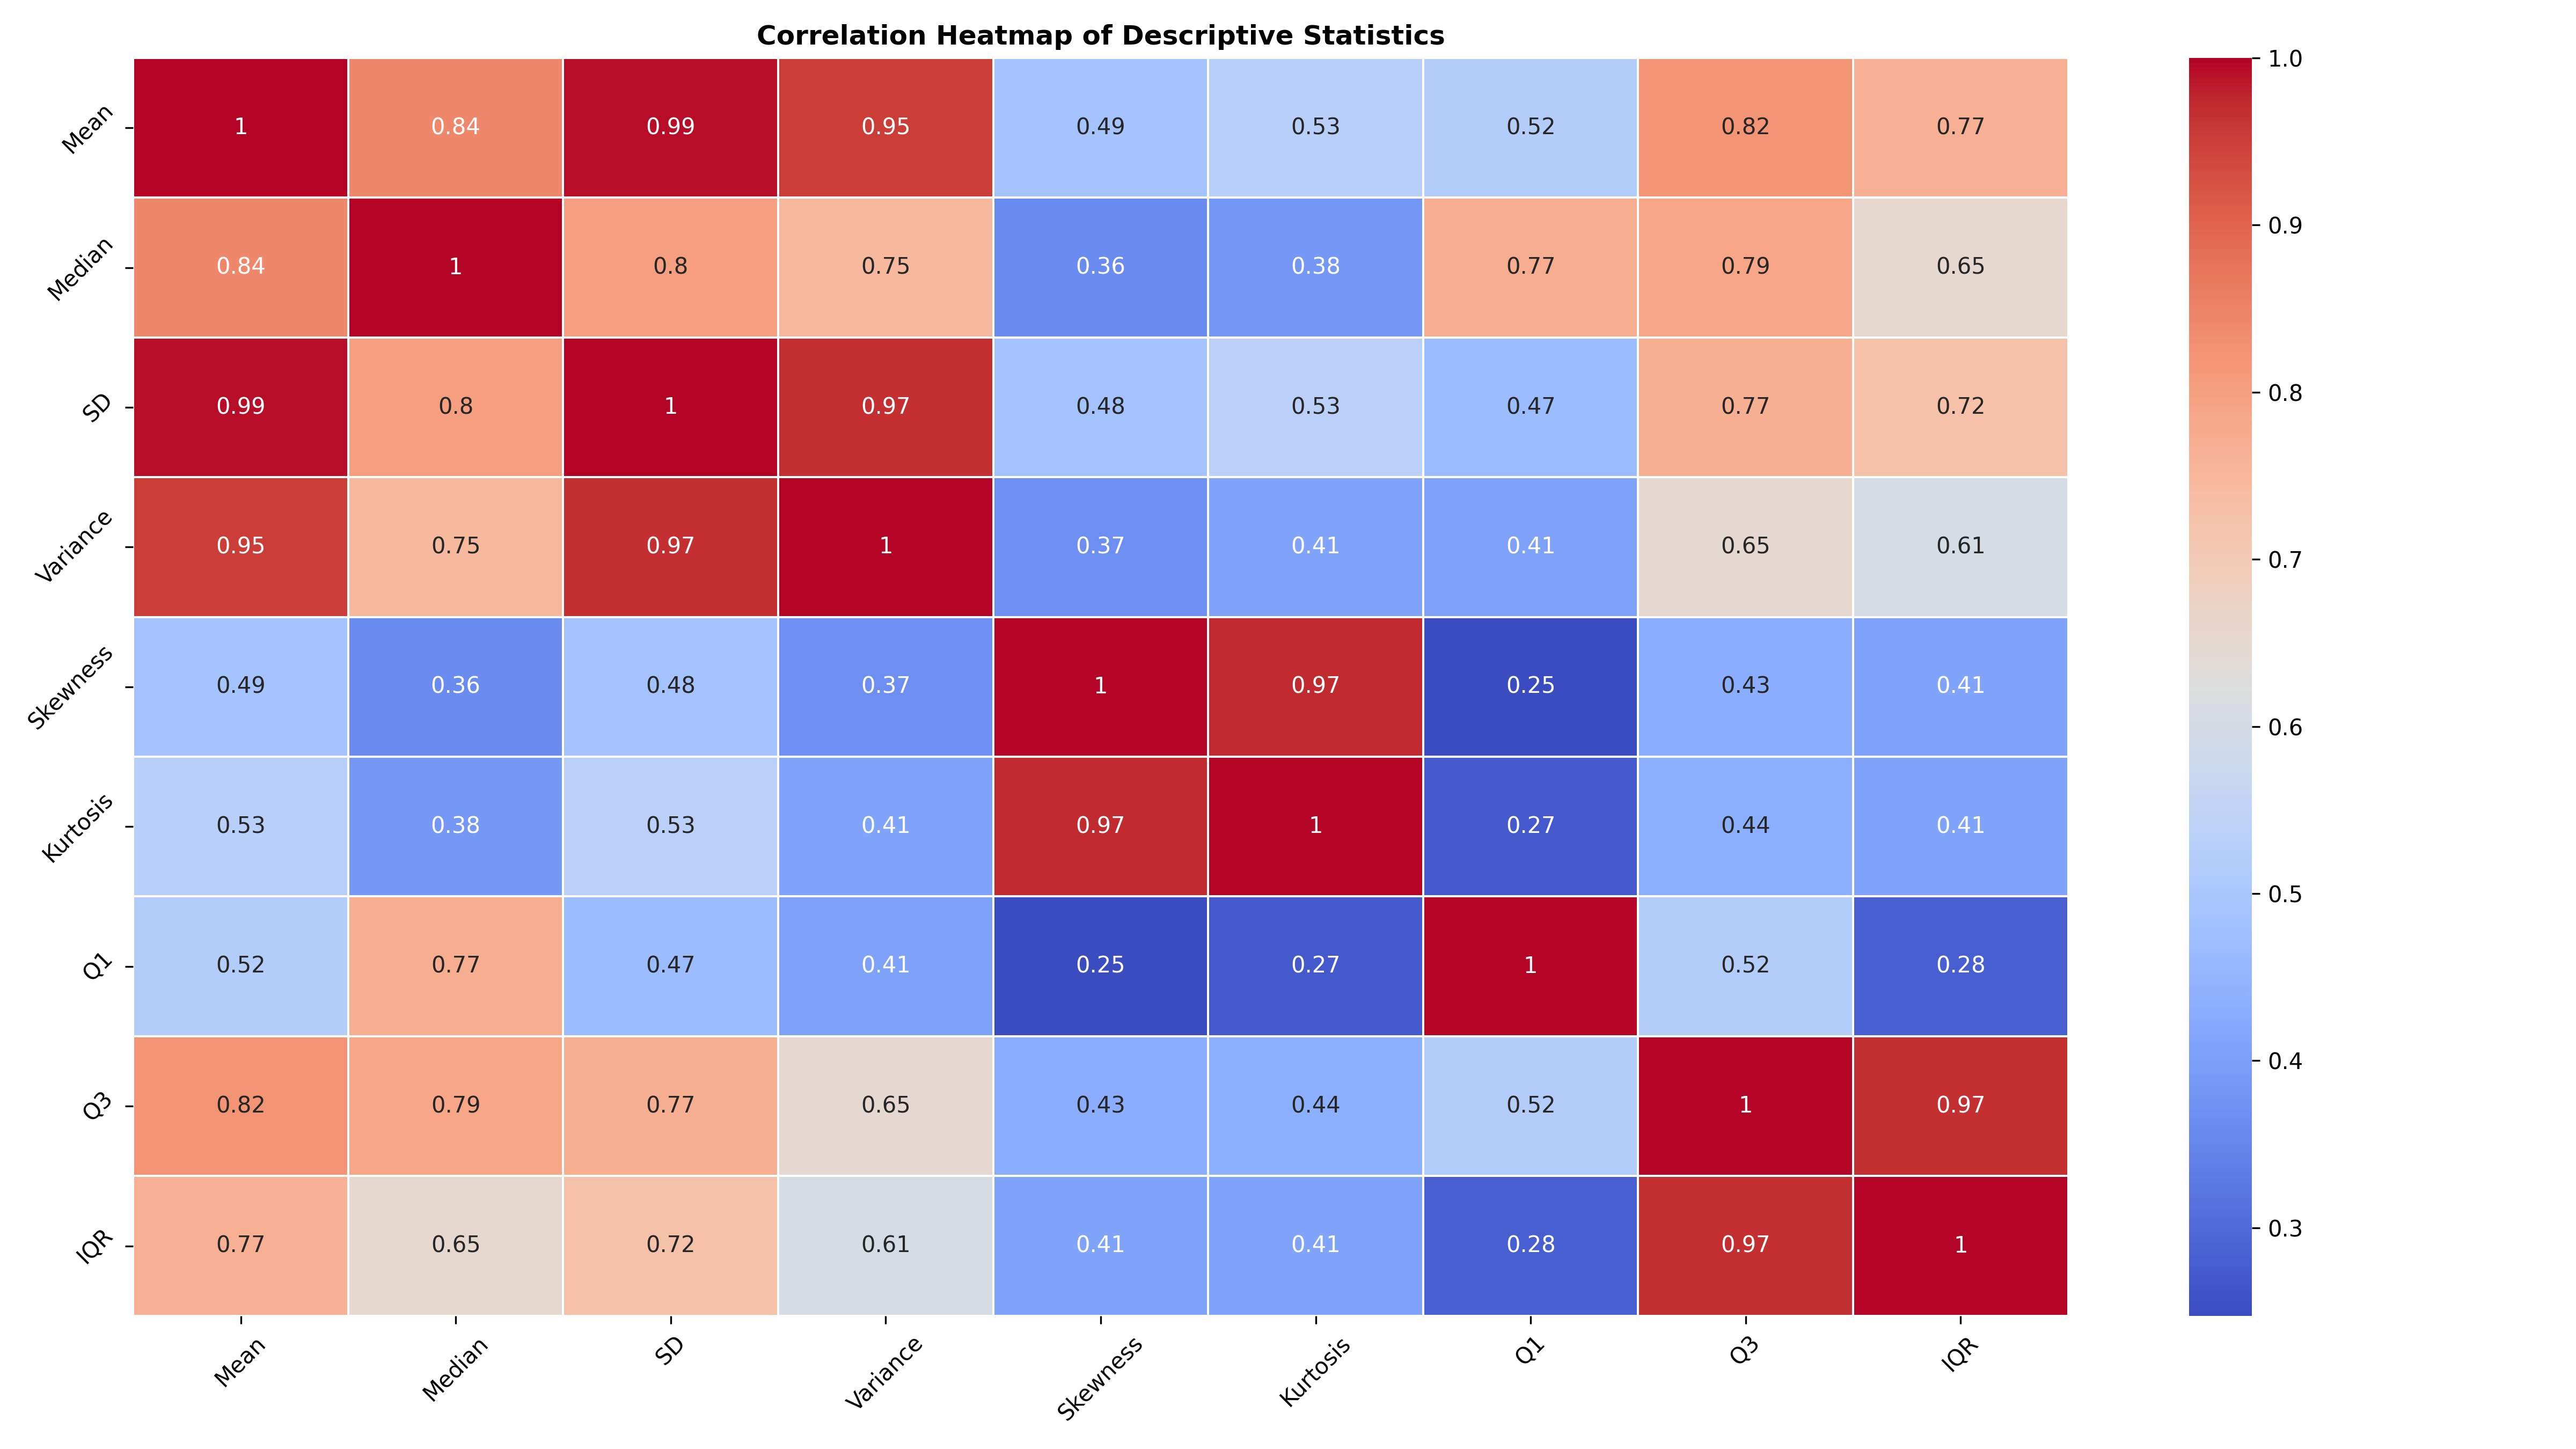 Correlation Heatmap of Descriptive Statistics
Mean 1 0.84 0.99 0.95 0.49 0.53 0.52 0.82 0.77
Median 0.84 1 0.8 0.75 0.36 0.38 0.77 0.79 0.65
SD 0.99 0.8 1 0.97 0.48 0.53 0.47 0.77 0.72
Variance 0.95 0.75 0.97 1 0.37 0.41 0.41 0.65 0.61
Skewness 0.49 0.36 0.48 0.37 1 0.97 0.25 0.43 0.41
Kurtosis 0.53 0.38 0.53 0.41 0.97 1 0.27 0.44 0.41
Q1 0.52 0.77 0.47 0.41 0.25 0.27 1 0.52 0.28
Q3 0.82 0.79 0.77 0.65 0.43 0.44 0.52 1 0.97
IQR 0.77 0.65 0.72 0.61 0.41 0.41 0.28 0.97 1
Mean Median SD Variance Skewness Kurtosis Q1 Q3 IQR
1.0
0.9
0.8
0.7
0.6
0.5
0.4
0.3